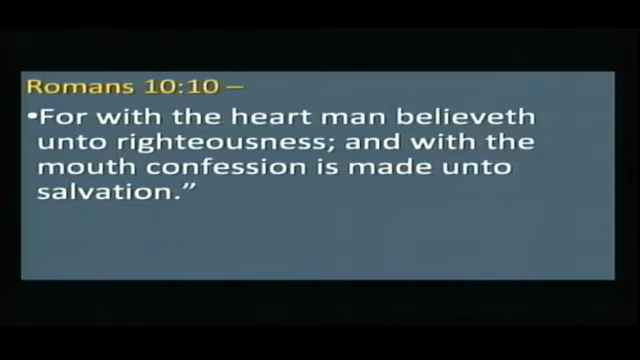 Romans 10:10 –
•For with the heart man believeth
unto righteousness; and with the
mouth confession is made unto
salvation.”